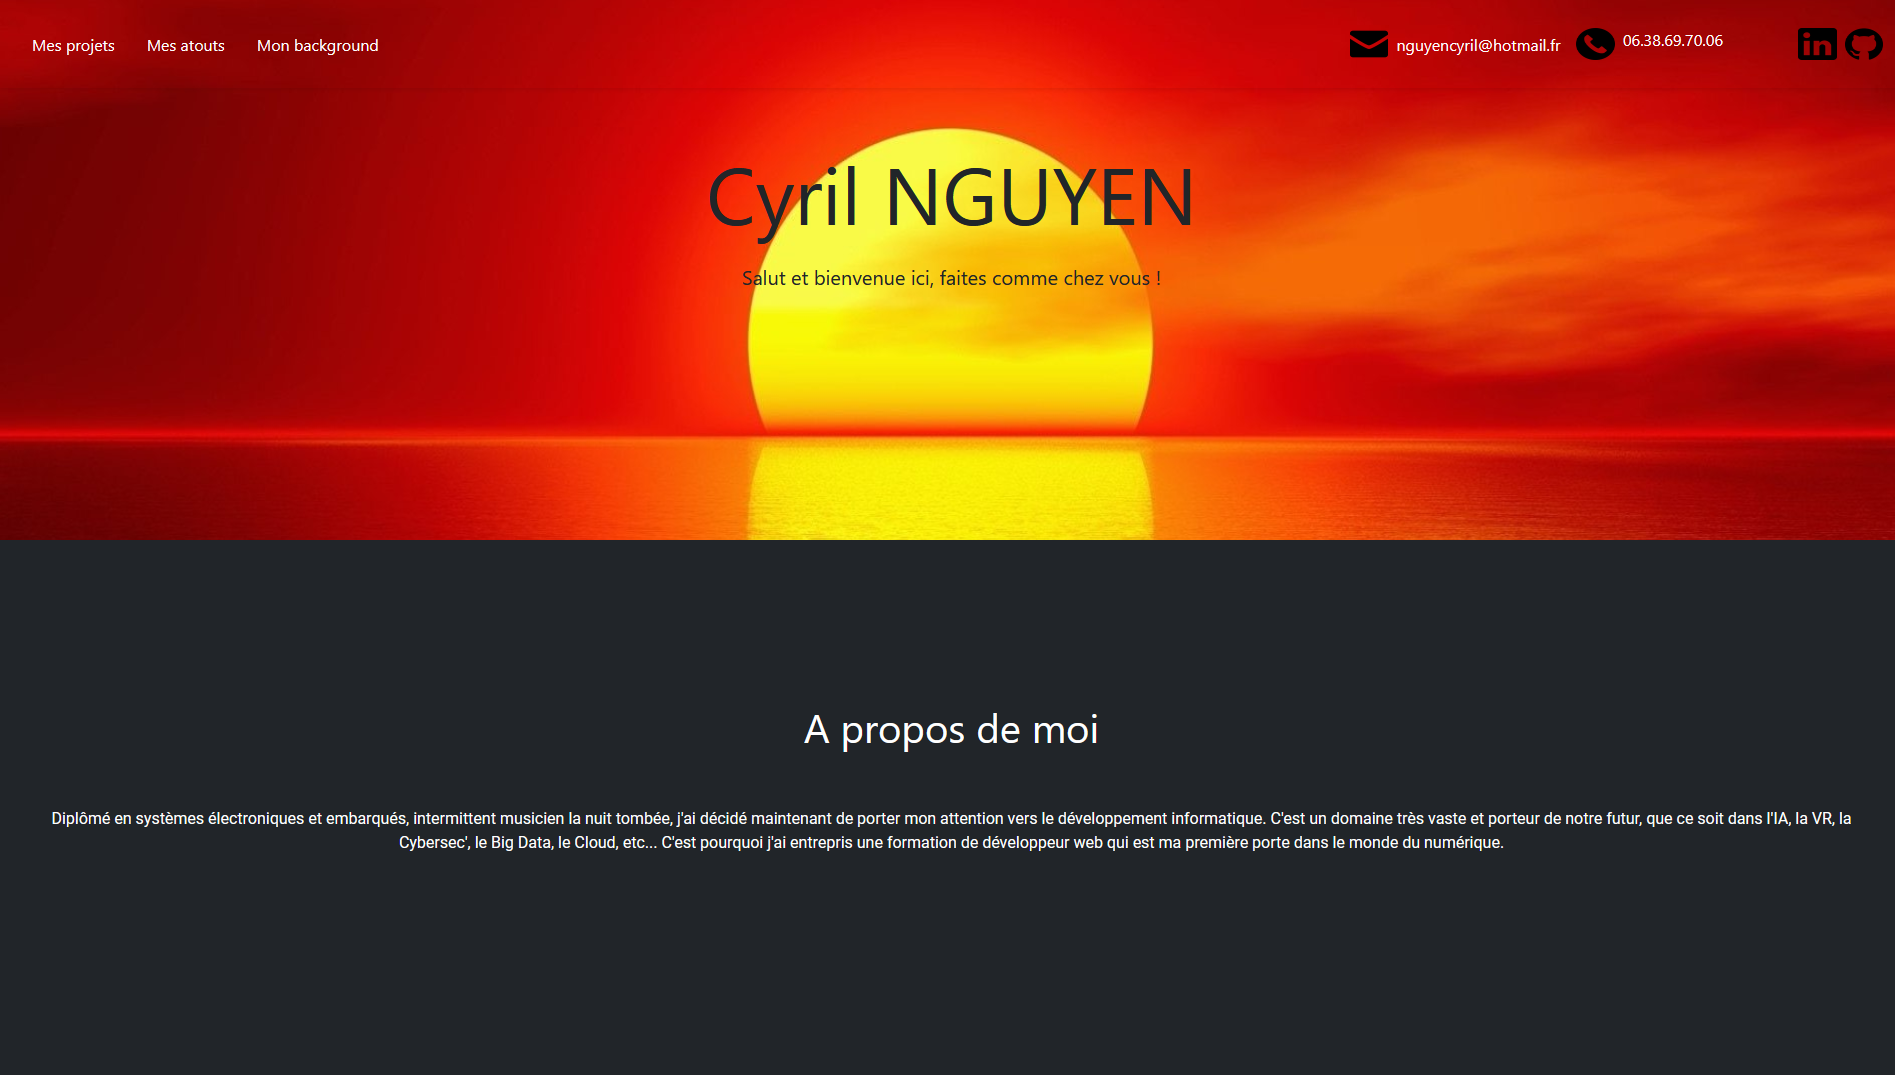 Mes projets
Mes atouts
Mon background
nguyencyril@hotmail.fr
06.38.69.70.06
in
Cyril NGUYEN
Salut et bienvenue ici, faites comme chez vous !
A propos de moi
Diplômé en systèmes électroniques et embarqués, intermittent musicien la nuit tombée, j'ai décidé maintenant de porter mon attention vers le développement informatique. C'est un domaine très vaste et porteur de notre futur, que ce soit dans l'IA, la VR, la
Cybersec', le Big Data, le Cloud, etc... C'est pourquoi j'ai entrepris une formation de développeur web qui est ma première porte dans le monde du numérique.